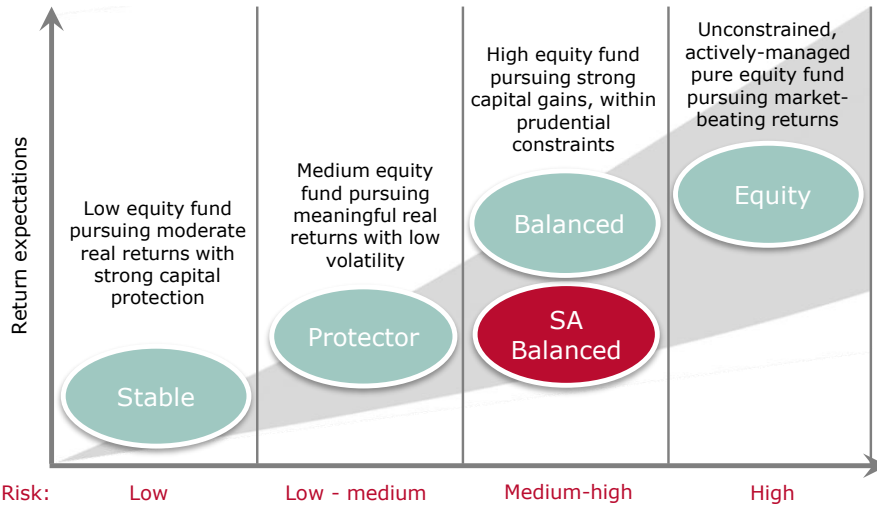 Return expectations
Low equity fund
pursuing moderate
real returns with
strong capital
protection
Stable
Medium equity
fund pursuing
meaningful real
returns with low
volatility
Protector
High equity fund
pursuing strong
capital gains, within
prudential
constraints
Balanced
SA
Balanced
Unconstrained,
actively-managed
pure equity fund
pursuing market-
beating returns
Equity
Risk:
Low
Low - medium
Medium-high
High